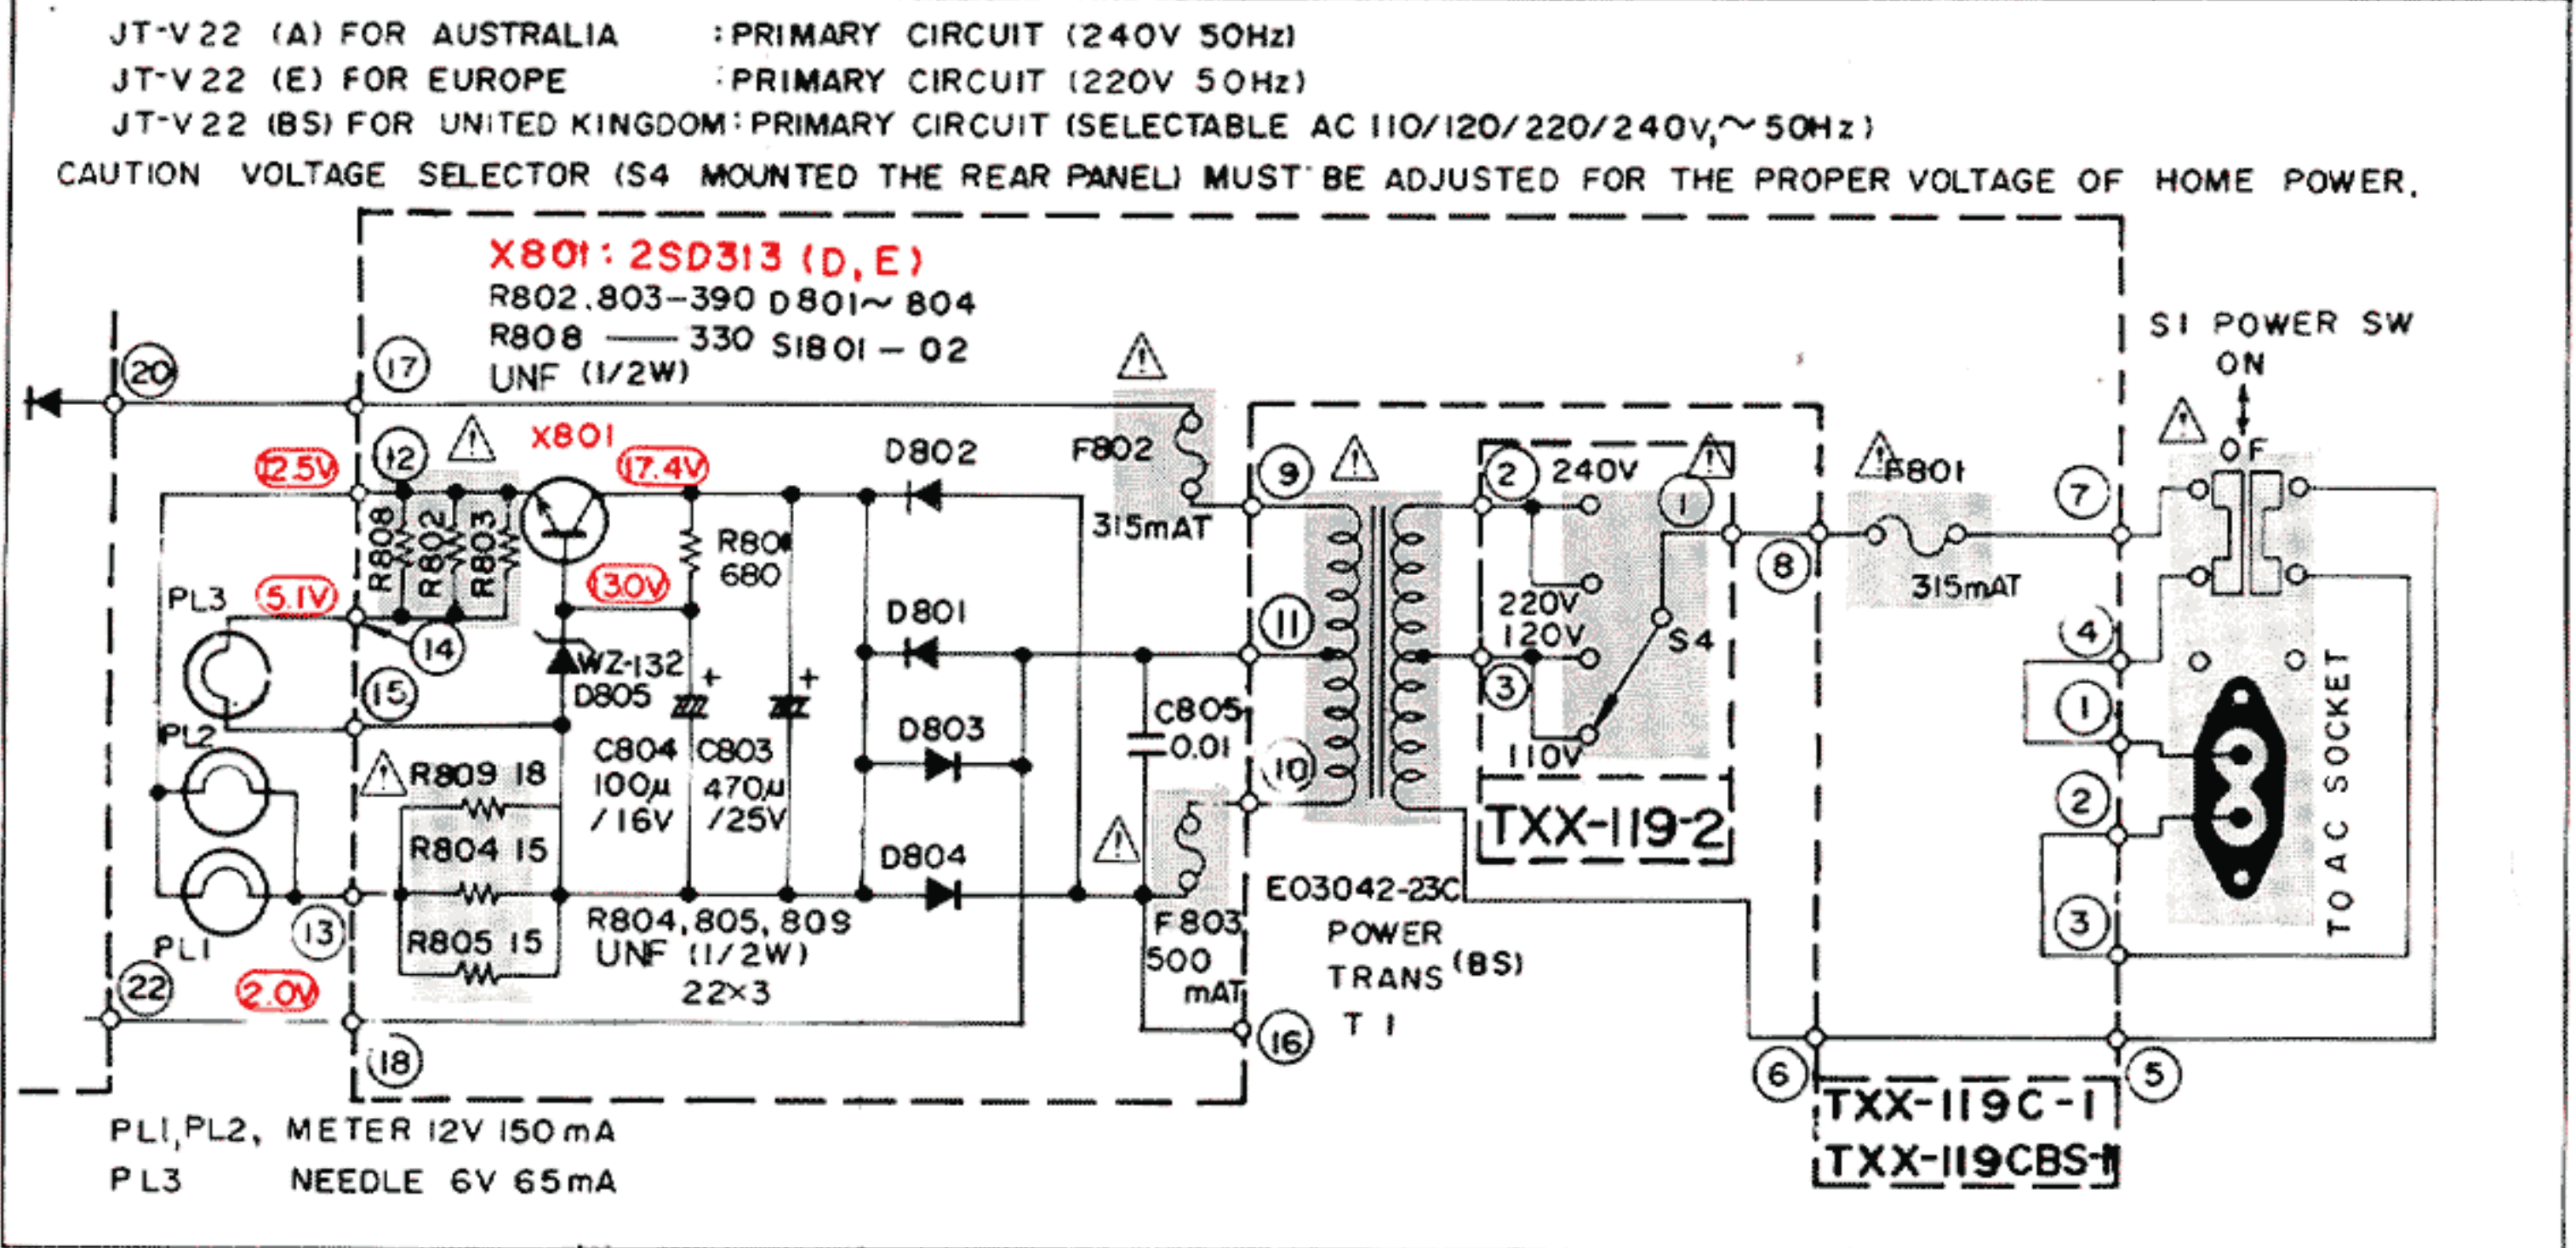 JT-V22 (A) FOR AUSTRALIA :PRIMARY CIRCUIT (240V 50Hz)
JT-V22 (E) FOR EUROPE :PRIMARY CIRCUIT (220V 50Hz)
JT-V22 (BS) FOR UNITED KINGDOM:PRIMARY CIRCUIT (SELECTABLE AC 110/120/220/240V,~50Hz)
CAUTION VOLTAGE SELECTOR (S4 MOUNTED THE REAR PANEL) MUST BE ADJUSTED FOR THE PROPER VOLTAGE OF HOME POWER.
X801: 2SD313 (D,E)
R802.803-390 D801~804
R808 — 330 S1B01-02
UNF (1/2W)
S1 POWER SW
ON
OF
20
17
12.5V
12
X801
17.4V
D802
F802
315mAT
9
2
240V
1
F801
315mAT
8
7
R808
R802
R803
R80
680
13.0V
PL3
5.1V
14
15
WZ-132
D805
D801
11
220V
120V
S4
3
110V
4
1
2
3
TO AC SOCKET
PL2
D803
C805
0.01
10
C804
100μ
/16V
C803
470μ
/25V
R809 18
R804 15
R805 15
D804
TXX-119-2
PL1
13
R804,805,809
UNF (1/2W)
22×3
F803
500
mAT
E03042-23C
POWER
TRANS (BS)
T1
22
2.0V
18
16
6
5
TXX-119C-1
TXX-119CBS-1
PL1,PL2, METER 12V 150mA
PL3 NEEDLE 6V 65mA